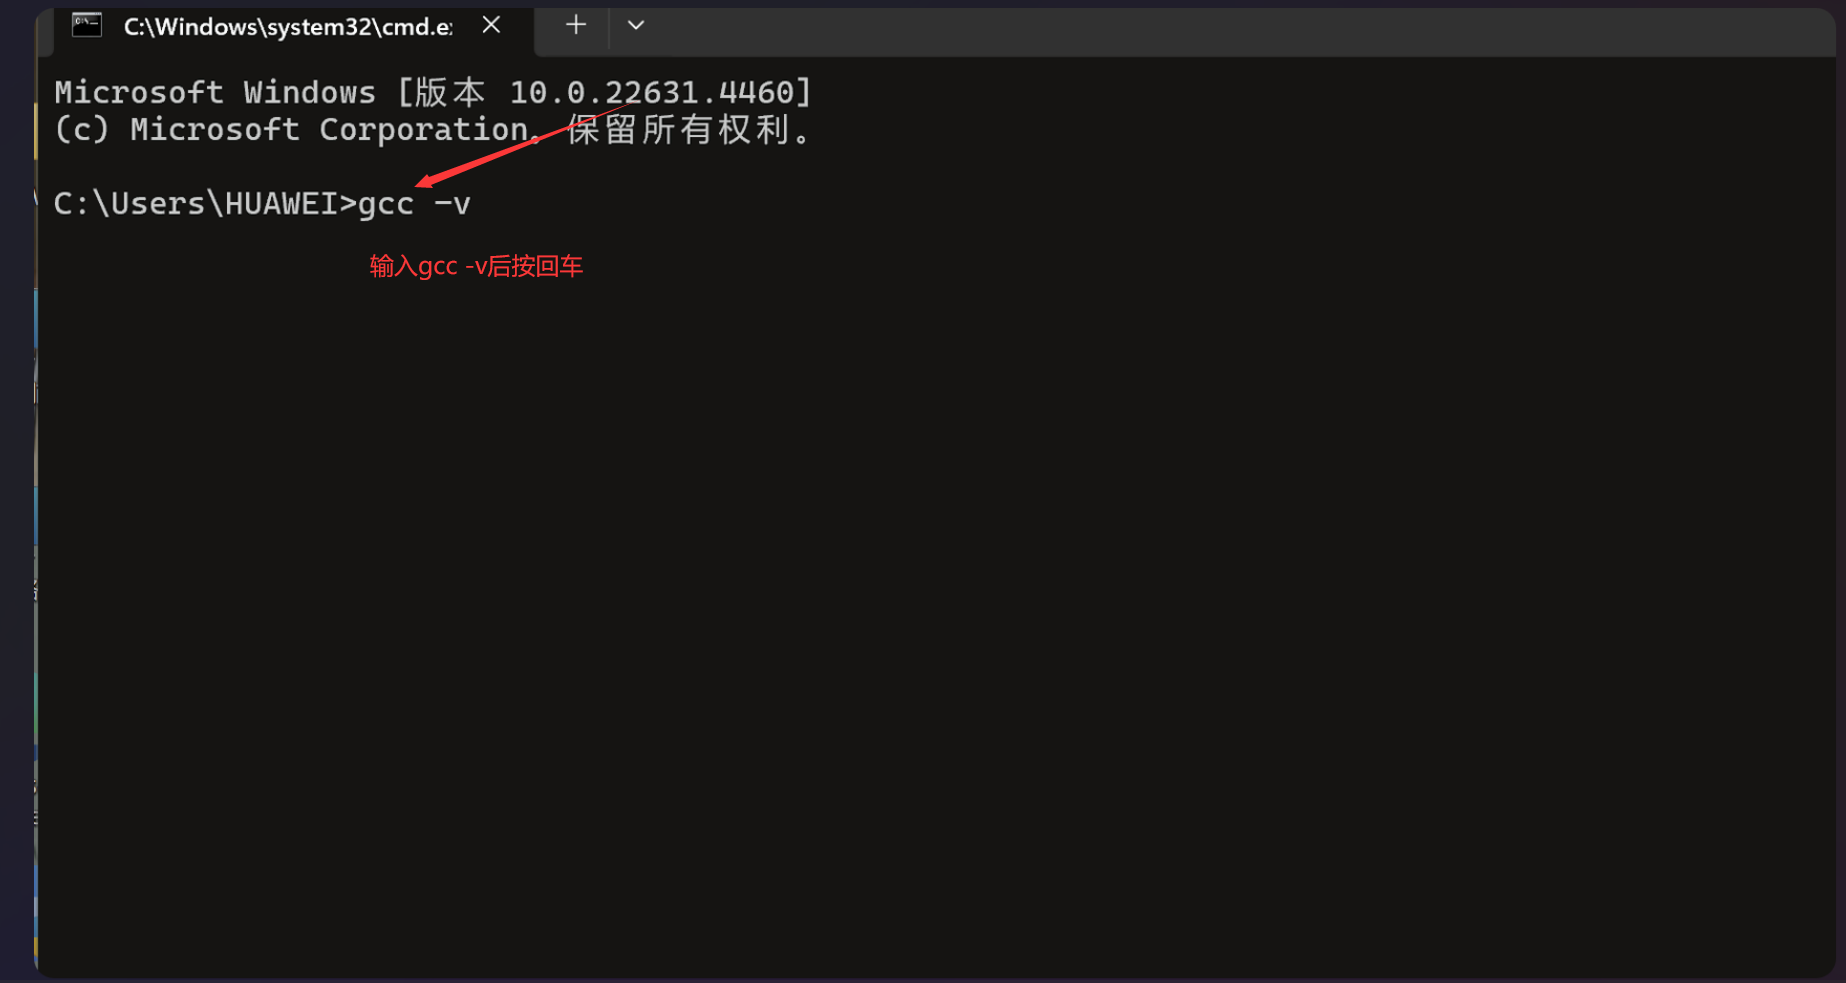 C:\Windows\system32\cmd.e
Microsoft Windows [版本 10.0.22631.4460]
(c) Microsoft Corporation。保留所有权利。
C:\Users\HUAWEI>gcc -v
输入gcc -v后按回车